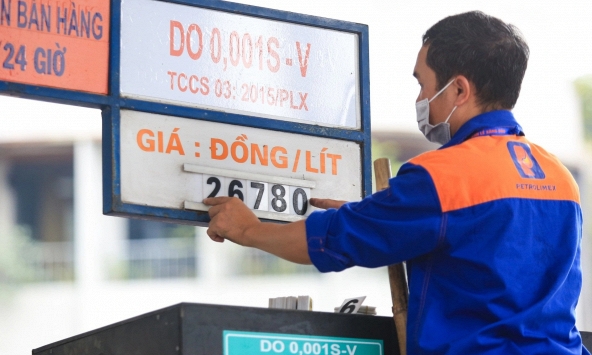 N BÁN HÀNG
/24 GIỜ
DO 0,001S-V
TCCS 03: 2015/PLX
GIÁ : ĐỒNG/LÍT
26780
P
PETROLIMEX
6
DO 0,001S-V